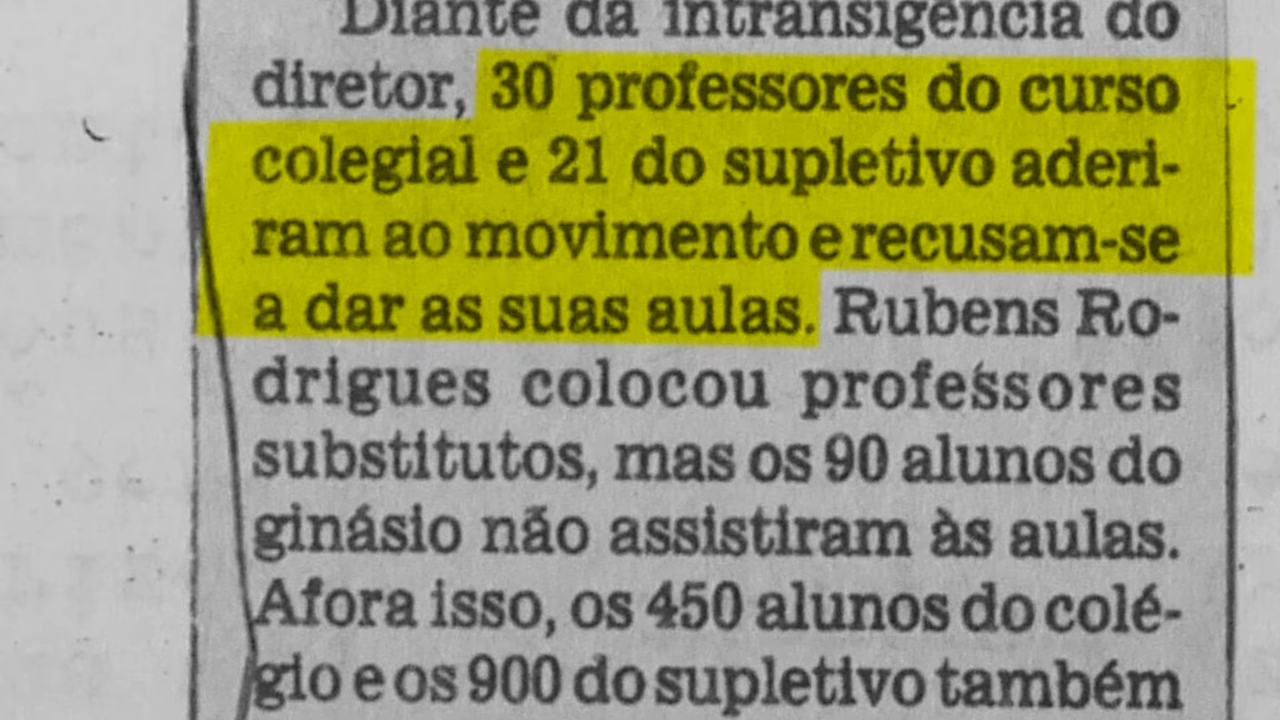 Diante da intransigência do
diretor, 30 professores do curso
colegial e 21 do supletivo aderi-
ram ao movimento e recusam-se
a dar as suas aulas. Rubens Ro-
drigues colocou professores
substitutos, mas os 90 alunos do
ginásio não assistiram às aulas.
Afora isso, os 450 alunos do colé-
gio e os 900 do supletivo também